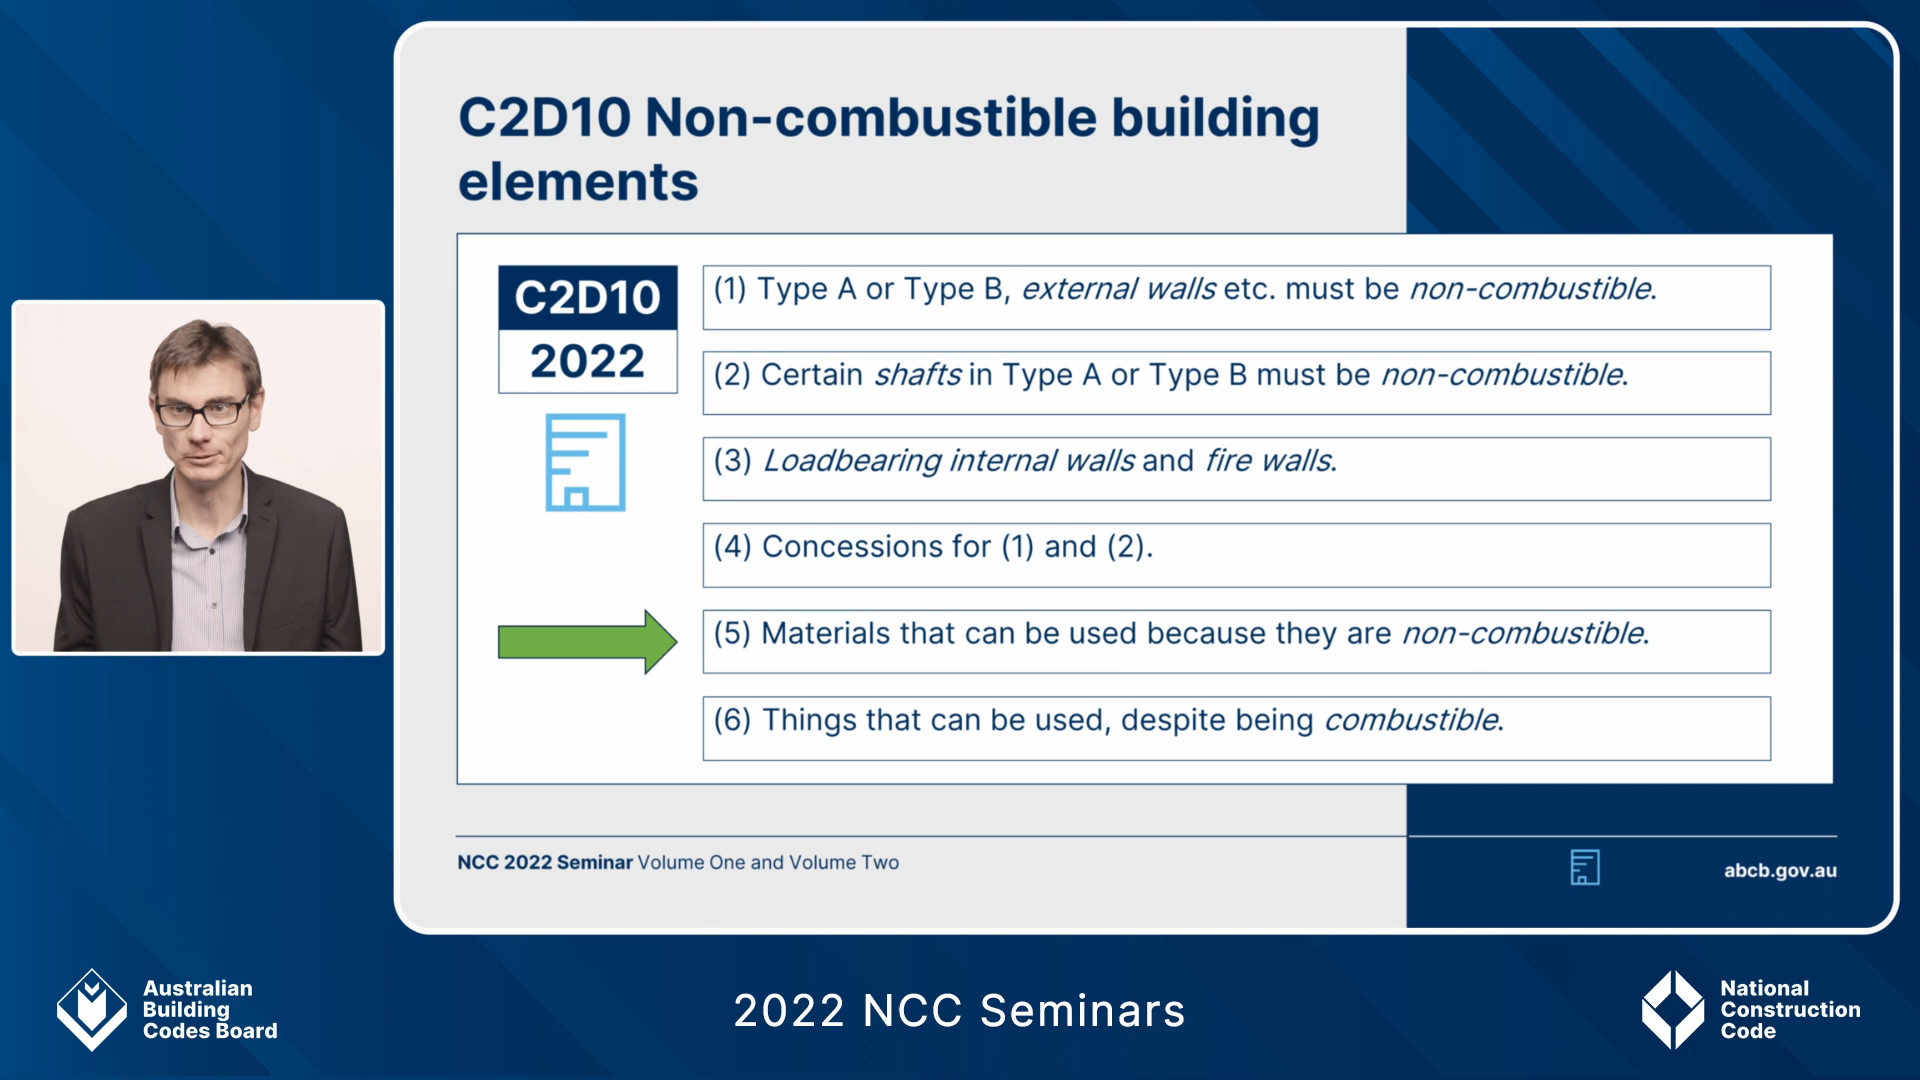 C2D10 Non-combustible building
elements
C2D10
2022
(1) Type A or Type B, external walls etc. must be non-combustible.
(2) Certain shafts in Type A or Type B must be non-combustible.
(3) Loadbearing internal walls and fire walls.
(4) Concessions for (1) and (2).
(5) Materials that can be used because they are non-combustible.
(6) Things that can be used, despite being combustible.
NCC 2022 Seminar Volume One and Volume Two
abcb.gov.au
Australian
Building
Codes Board
2022 NCC Seminars
National
Construction
Code